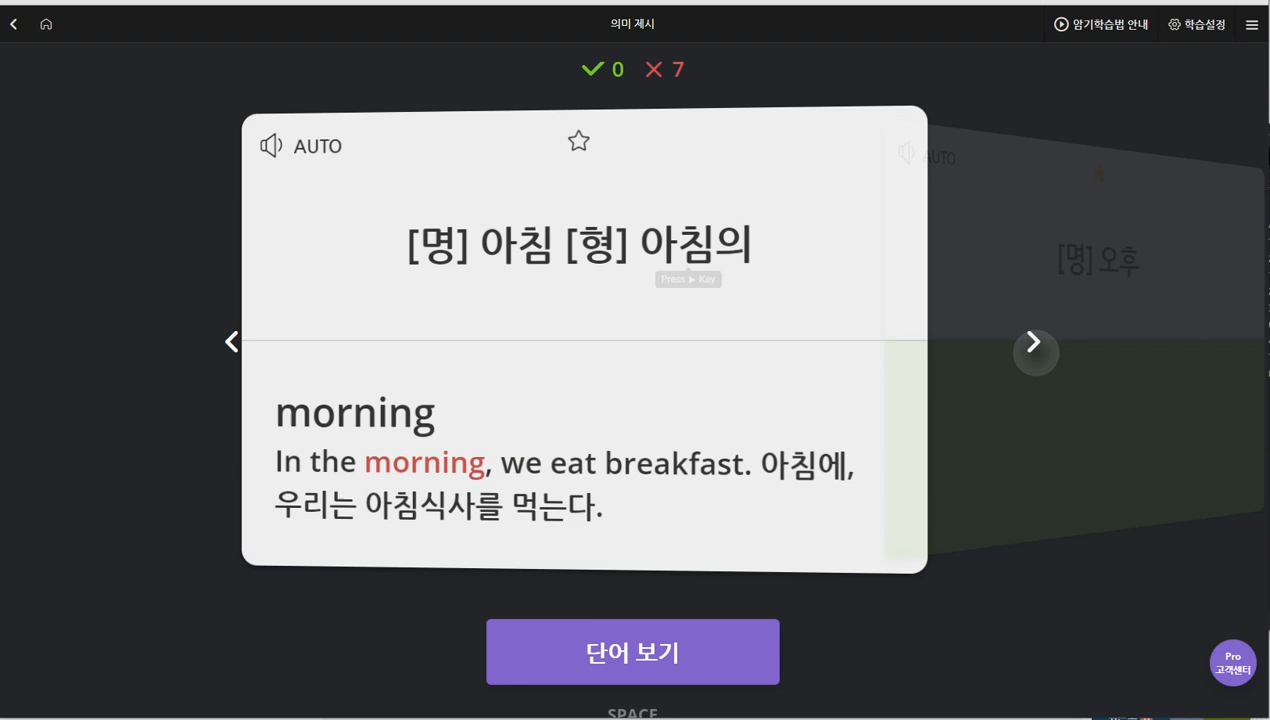 의미 제시
암기학습법 안내
학습설정
0 7
AUTO
[명] 아침 [형] 아침의
Press ▶ Key
morning
In the morning, we eat breakfast. 아침에,
우리는 아침식사를 먹는다.
AUTO
[명] 오후
단어 보기
SPACE
Pro
고객센터